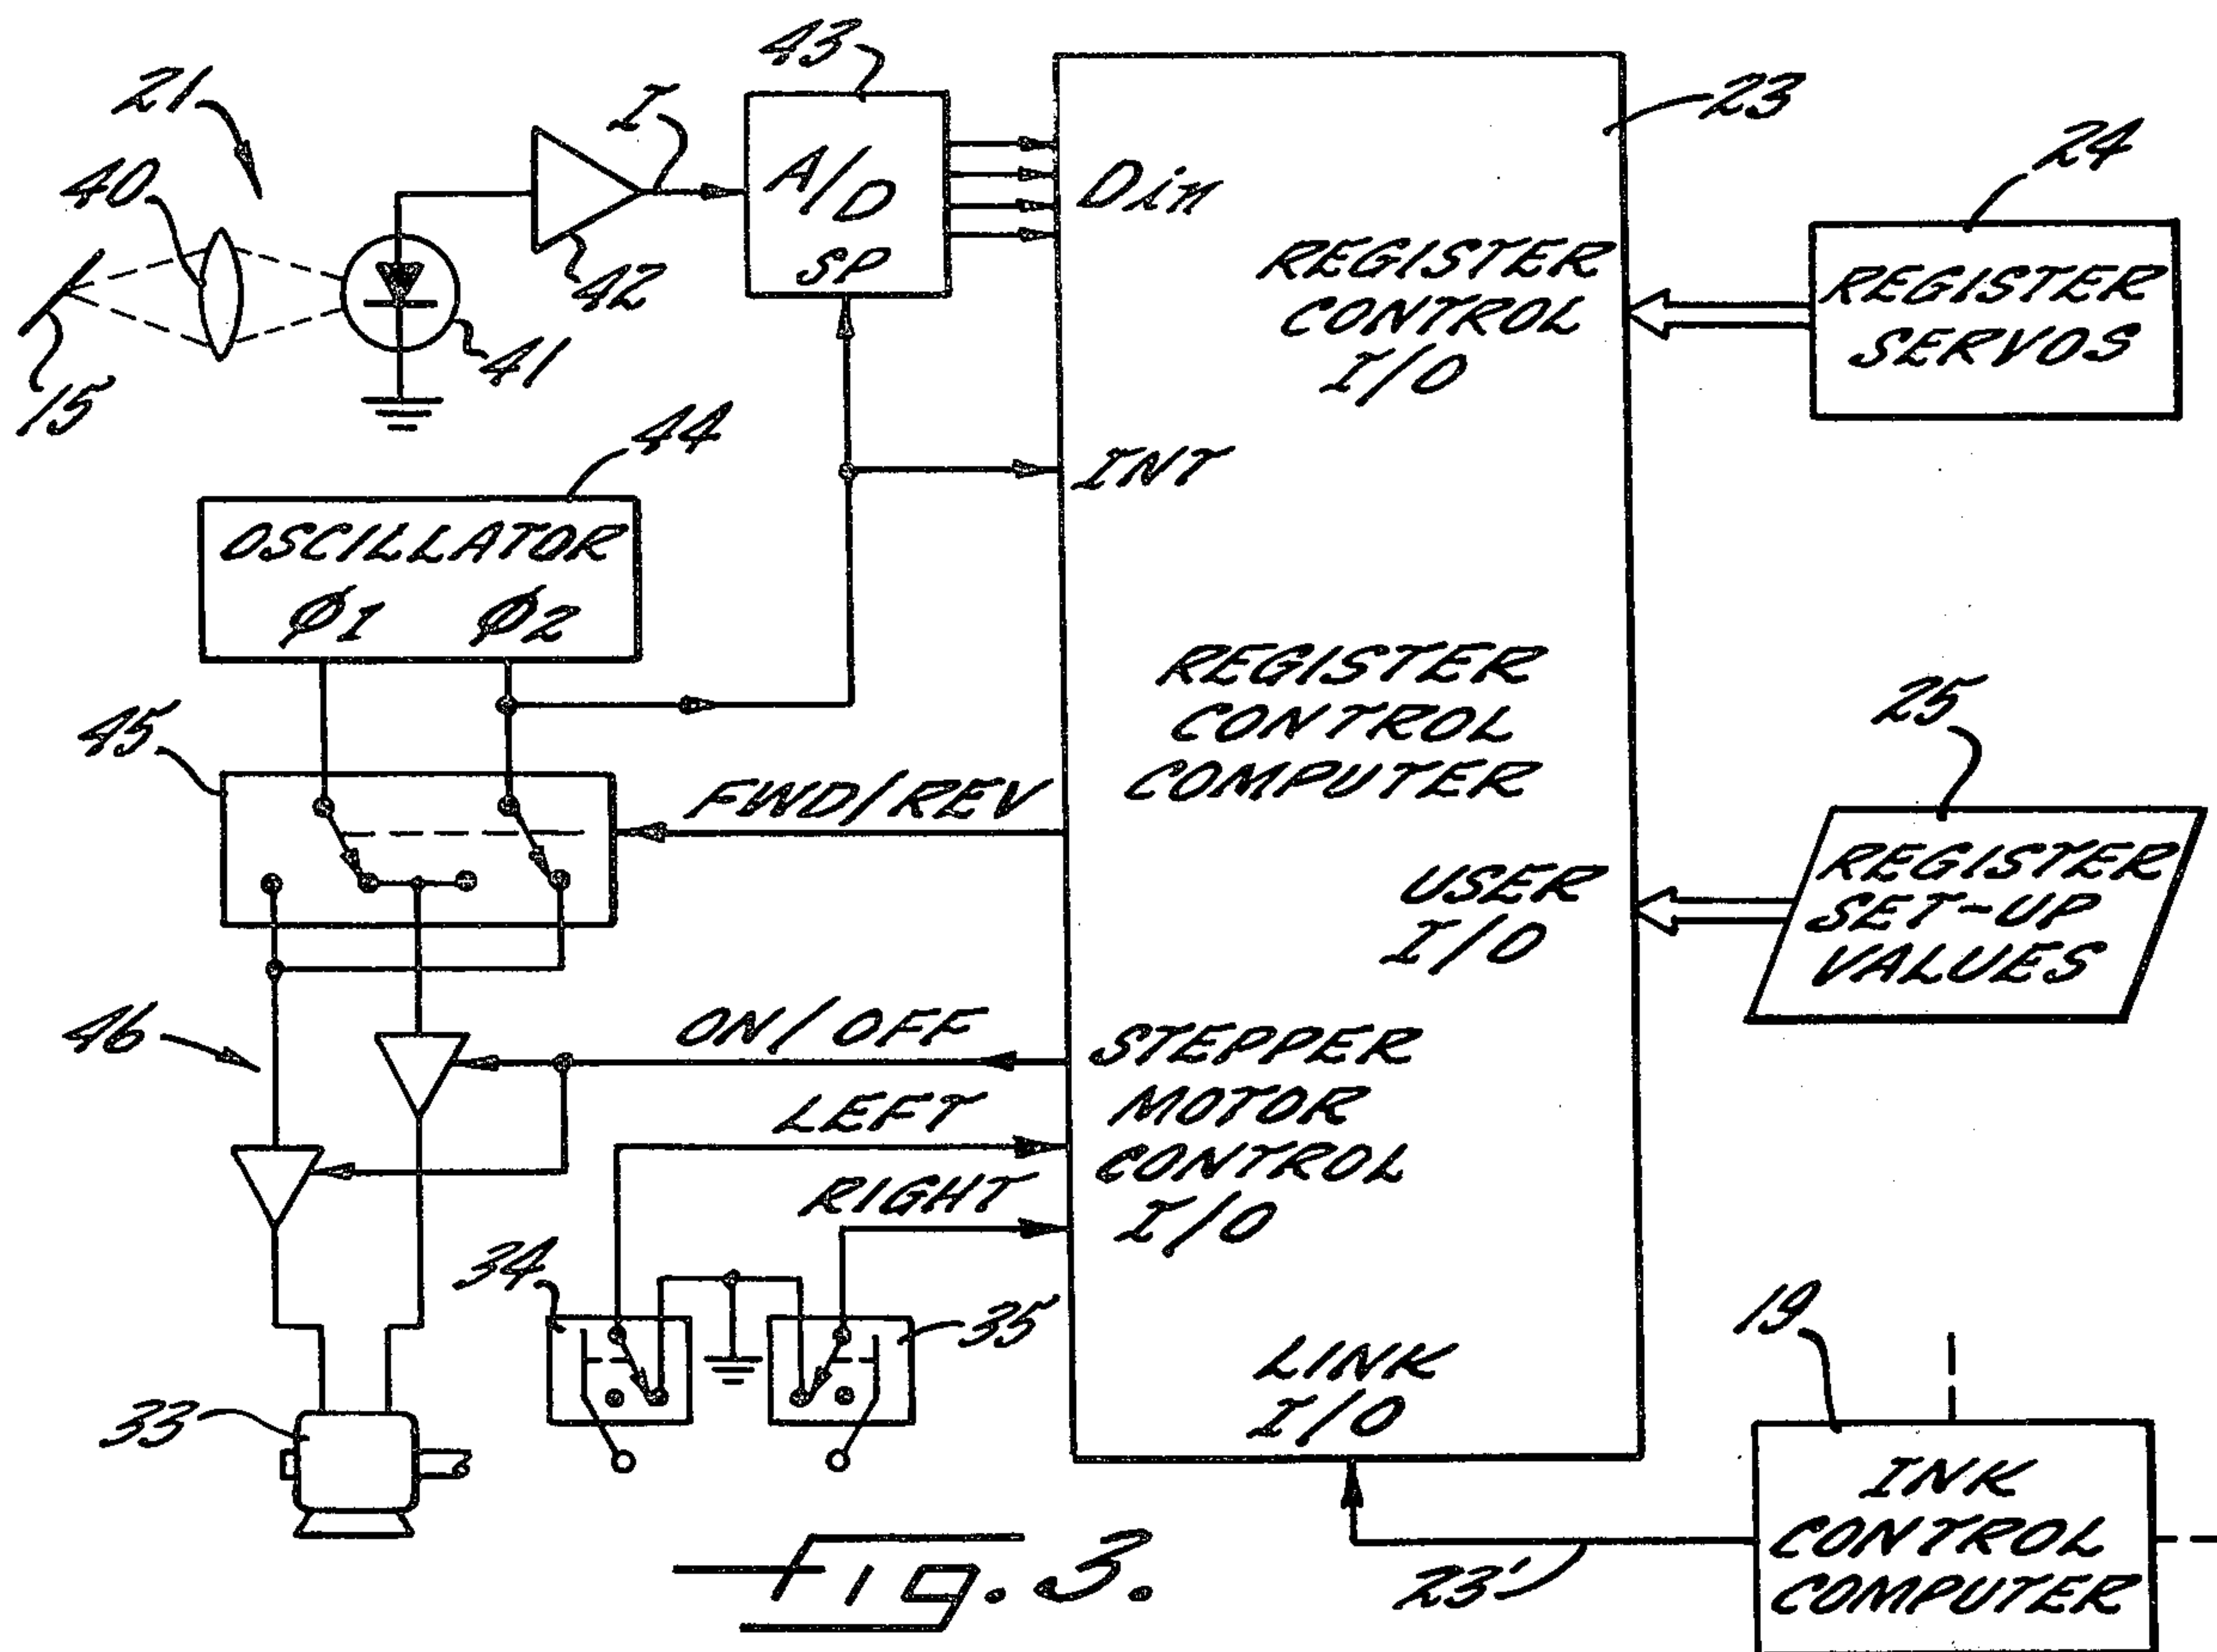 21
40
15
41
I
42
43
A/D
SP
Din
INT
23
REGISTER
CONTROL
I/O
24
REGISTER
SERVOS
44
OSCILLATOR
φ1 φ2
45
FWD/REV
REGISTER
CONTROL
COMPUTER
USER
I/O
25
REGISTER
SET-UP
VALUES
46
ON/OFF
LEFT
RIGHT
STEPPER
MOTOR
CONTROL
I/O
34
35
33
LINK
I/O
19
INK
CONTROL
COMPUTER
23'
Fig. 3.